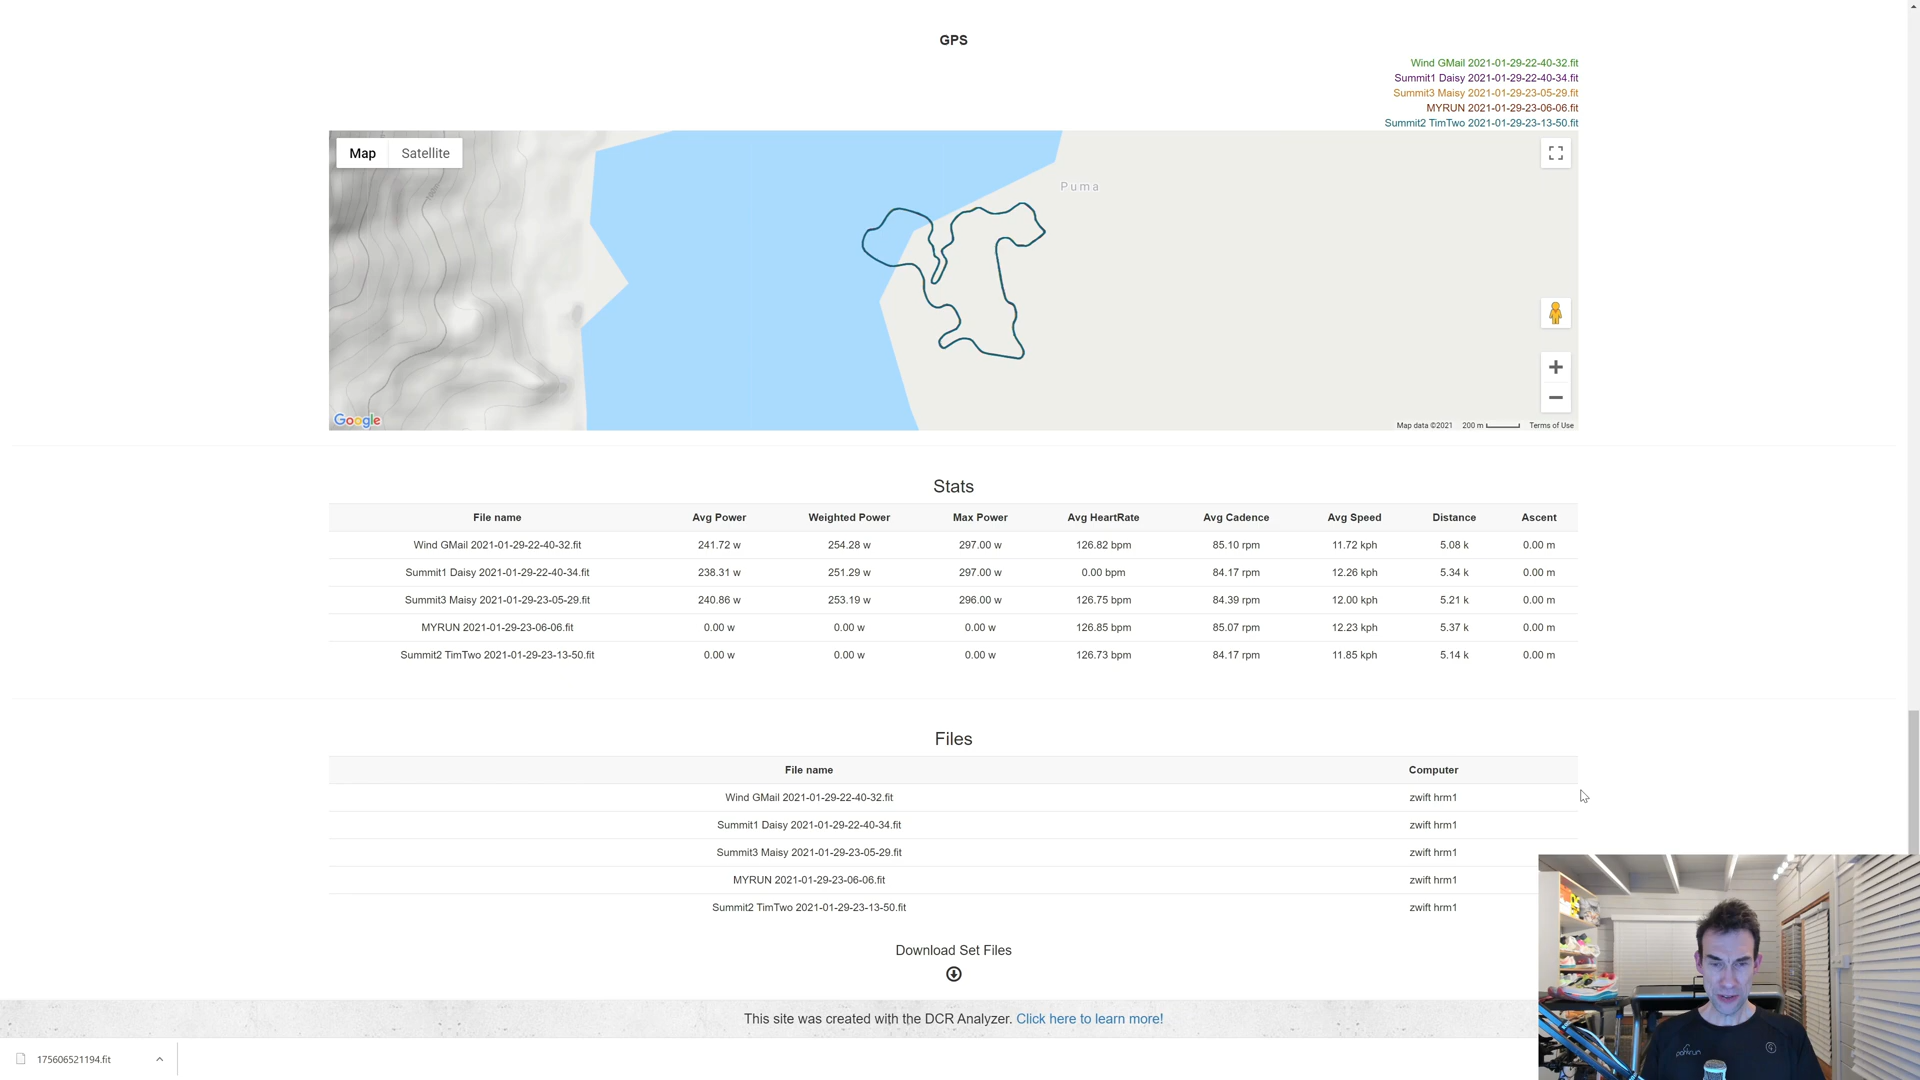 GPS
Wind GMail 2021-01-29-22-40-32.fit
Summit1 Daisy 2021-01-29-22-40-34.fit
Summit3 Maisy 2021-01-29-23-05-29.fit
MYRUN 2021-01-29-23-06-06.fit
Summit2 TimTwo 2021-01-29-23-13-50.fit
Map Satellite
Puma
Google
Map data ©2021 200 m Terms of Use
Stats
File name Avg Power Weighted Power Max Power Avg HeartRate Avg Cadence Avg Speed Distance Ascent
Wind GMail 2021-01-29-22-40-32.fit 241.72 w 254.28 w 297.00 w 126.82 bpm 85.10 rpm 11.72 kph 5.08 k 0.00 m
Summit1 Daisy 2021-01-29-22-40-34.fit 238.31 w 251.29 w 297.00 w 0.00 bpm 84.17 rpm 12.26 kph 5.34 k 0.00 m
Summit3 Maisy 2021-01-29-23-05-29.fit 240.86 w 253.19 w 296.00 w 126.75 bpm 84.39 rpm 12.00 kph 5.21 k 0.00 m
MYRUN 2021-01-29-23-06-06.fit 0.00 w 0.00 w 0.00 w 126.85 bpm 85.07 rpm 12.23 kph 5.37 k 0.00 m
Summit2 TimTwo 2021-01-29-23-13-50.fit 0.00 w 0.00 w 0.00 w 126.73 bpm 84.17 rpm 11.85 kph 5.14 k 0.00 m
Files
File name Computer
Wind GMail 2021-01-29-22-40-32.fit zwift hrm1
Summit1 Daisy 2021-01-29-22-40-34.fit zwift hrm1
Summit3 Maisy 2021-01-29-23-05-29.fit zwift hrm1
MYRUN 2021-01-29-23-06-06.fit zwift hrm1
Summit2 TimTwo 2021-01-29-23-13-50.fit zwift hrm1
Download Set Files
This site was created with the DCR Analyzer. Click here to learn more!
175606521194.fit
parkrun